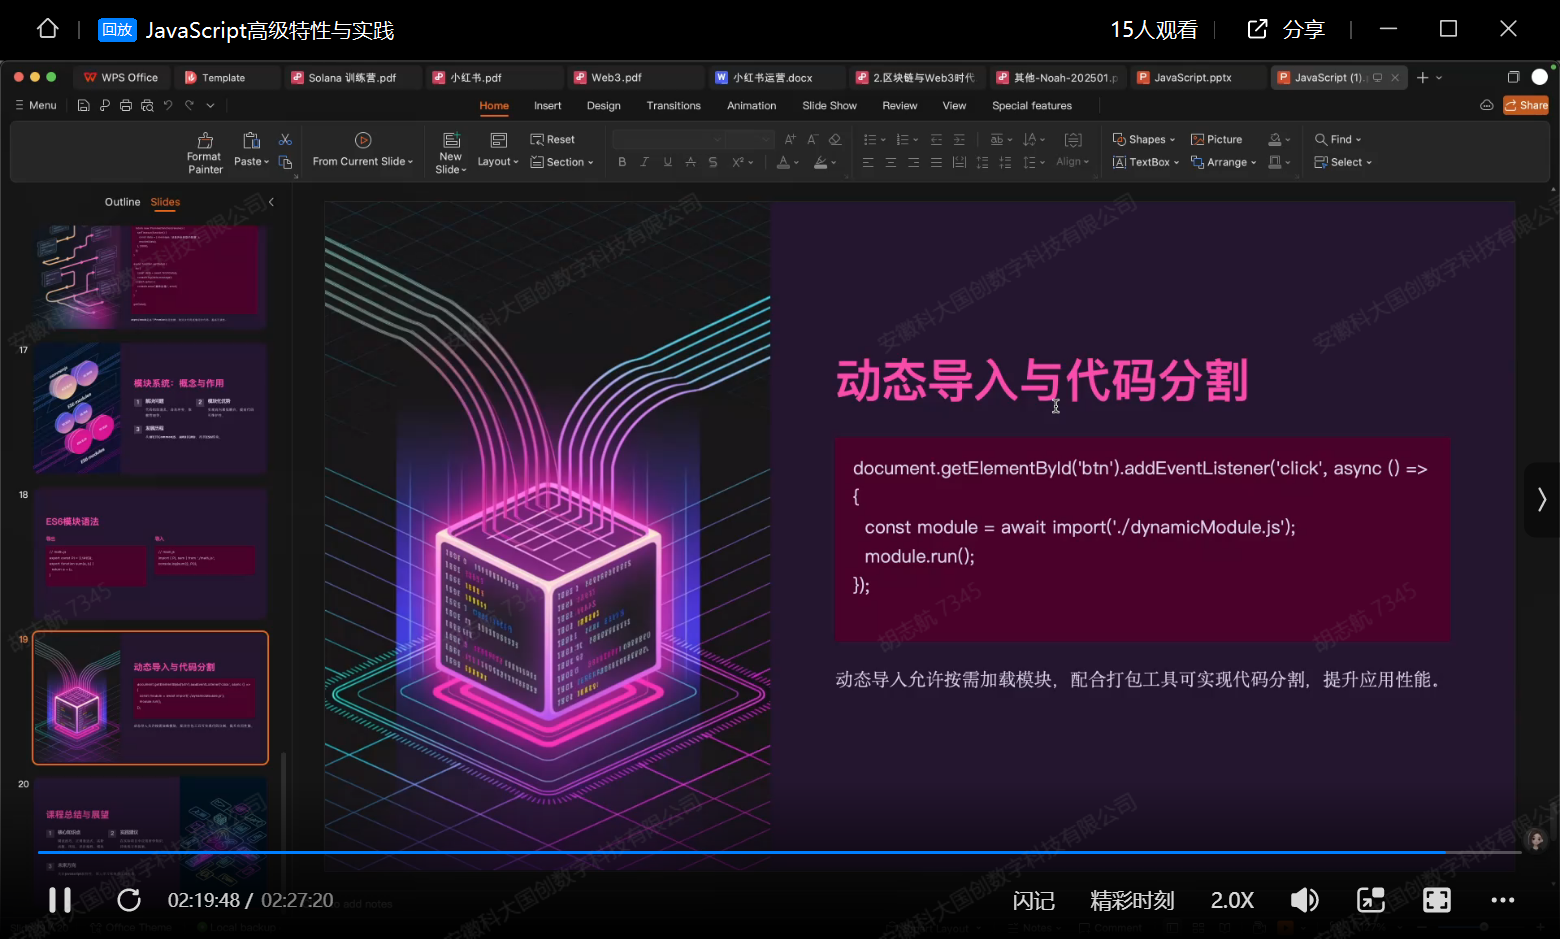 回放 JavaScript高级特性与实践
15人观看
分享
WPS Office
Template
Solana 训练营.pdf
小红书.pdf
Web3.pdf
小红书运营.docx
2.区块链与Web3时代
其他-Noah-202501.p
JavaScript.pptx
JavaScript (1).
Menu
Home
Insert
Design
Transitions
Animation
Slide Show
Review
View
Special features
Share
Format Painter
Paste
From Current Slide
New Slide
Layout
Reset
Section
Align
Shapes
Picture
TextBox
Arrange
Find
Select
Outline
Slides
17
模块系统：概念与作用
18
ES6模块语法
19
动态导入与代码分割
20
课程总结与展望
动态导入与代码分割
document.getElementById('btn').addEventListener('click', async () =>
{
const module = await import('./dynamicModule.js');
module.run();
});
动态导入允许按需加载模块，配合打包工具可实现代码分割，提升应用性能。
安徽科大国创数字科技有限公司
胡志航 7345
02:19:48 / 02:27:20
闪记
精彩时刻
2.0X